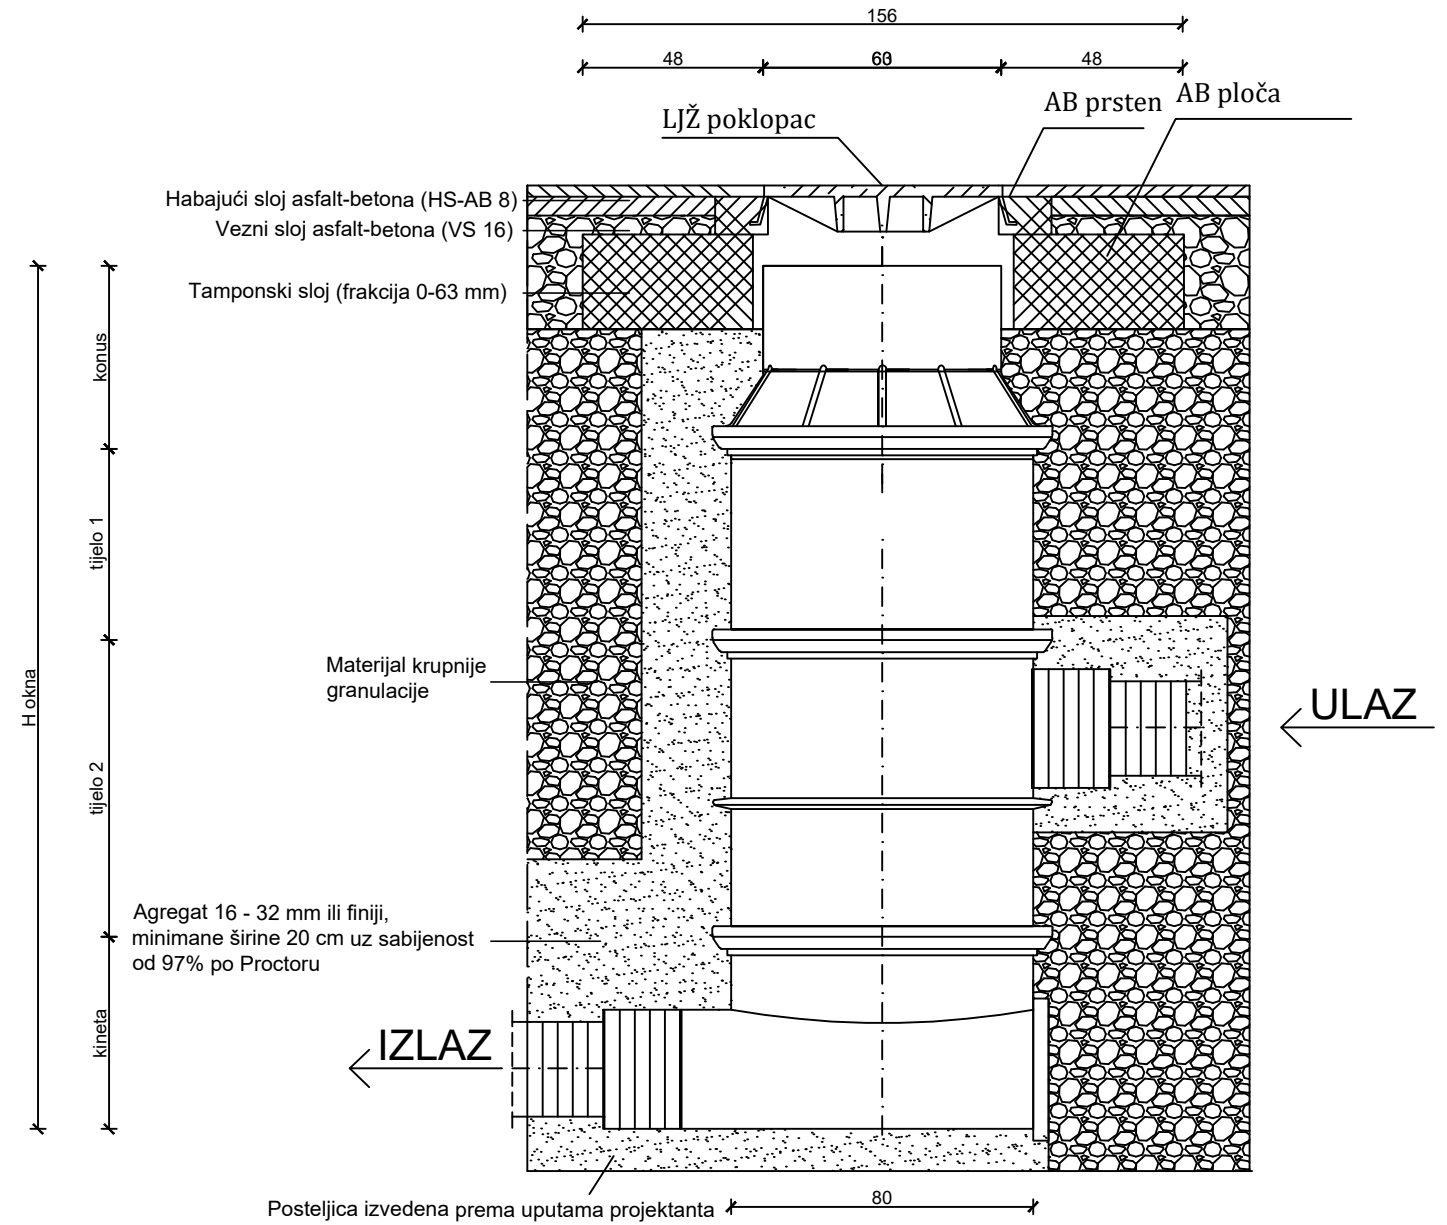 156
48
60
48
LJŽ poklopac
AB prsten
AB ploča
Habajući sloj asfalt-betona (HS-AB 8)
Vezni sloj asfalt-betona (VS 16)
Tamponski sloj (frakcija 0-63 mm)
konus
tijelo 1
H okna
tijelo 2
kineta
Materijal krupnije
granulacije
ULAZ
Agregat 16 - 32 mm ili finiji,
minimane širine 20 cm uz sabijenost
od 97% po Proctoru
IZLAZ
Posteljica izvedena prema uputama projektanta
80